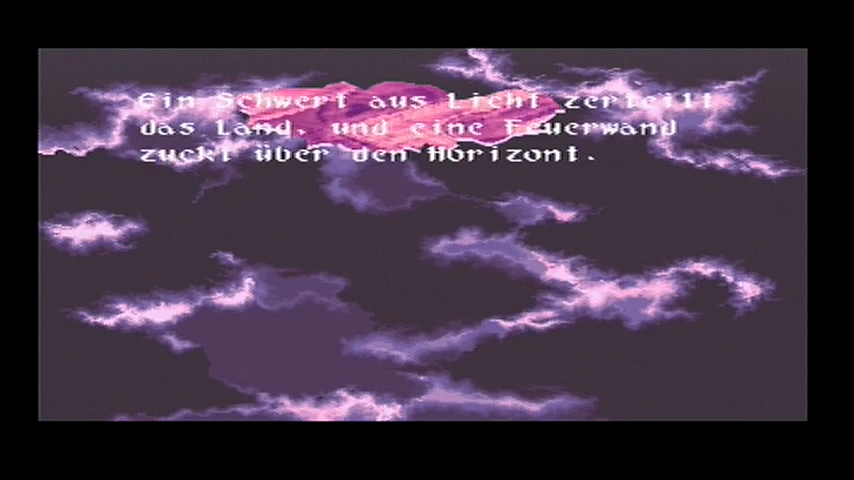 Ein Schwert aus Licht zerteilt
das Land, und eine Feuerwand
zuckt über den Horizont.